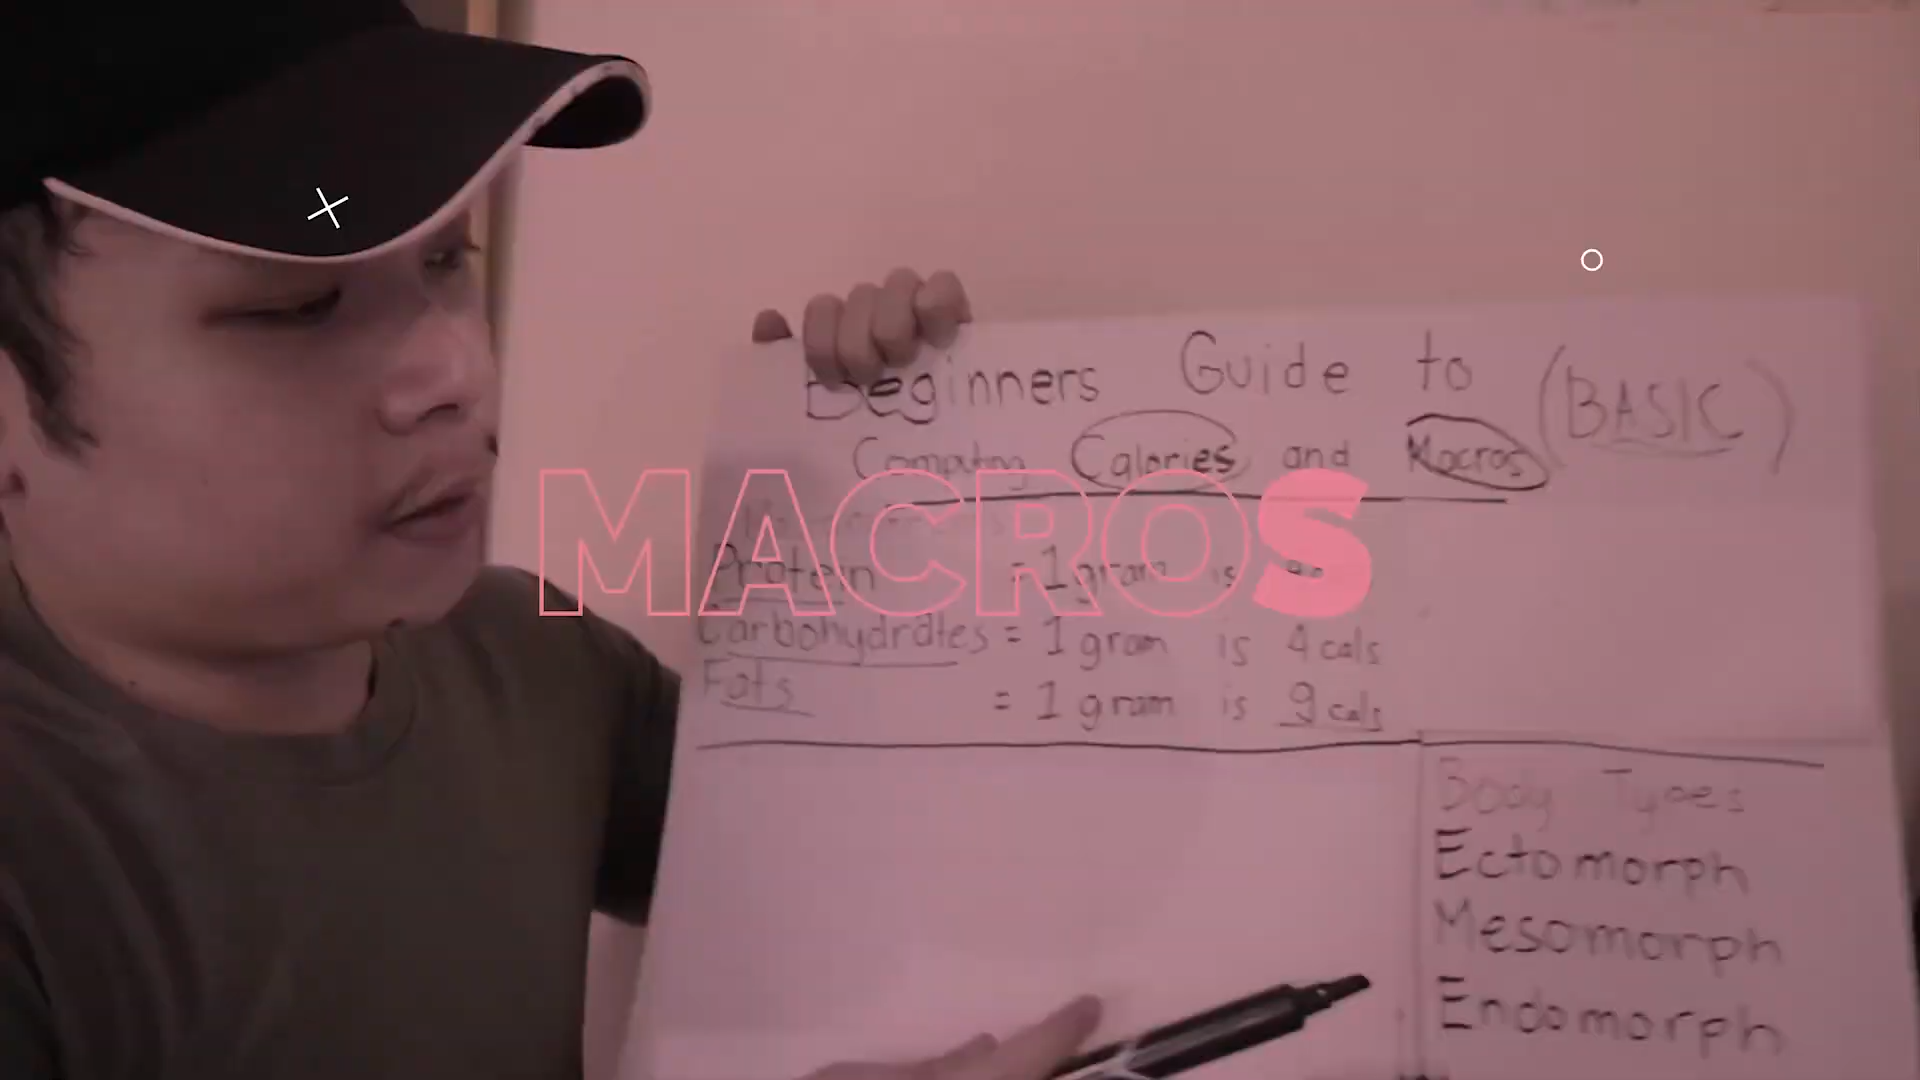 Beginners Guide to (BASIC)
Computing Calories and Macros
MACROS
Protein = 1 gram is
Carbohydrates = 1 gram is 4 cals
Fats = 1 gram is 9 cals
Body Types
Ectomorph
Mesomorph
Endomorph